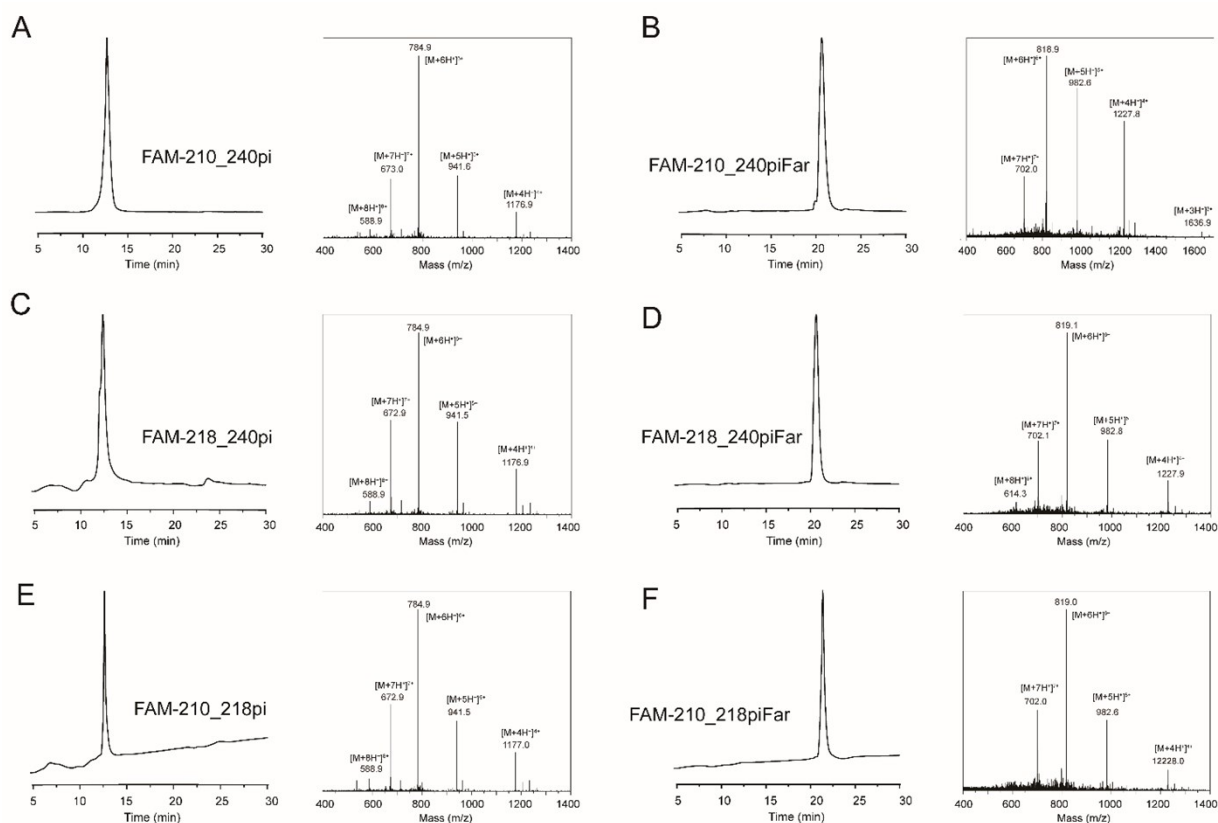 A
FAM-210_240pi
5 10 15 20 25 30
Time (min)
784.9
[M+6H⁺]⁶⁺
[M+7H⁺]⁷⁺
673.0
[M+5H⁺]⁵⁺
941.6
[M+8H⁺]⁸⁺
588.9
[M+4H⁺]⁴⁺
1176.9
400 600 800 1000 1200 1400
Mass (m/z)
B
FAM-210_240piFar
5 10 15 20 25 30
Time (min)
818.9
[M+6H⁺]⁶⁺
[M+5H⁺]⁵⁺
982.6
[M+4H⁺]⁴⁺
1227.8
[M+7H⁺]⁷⁺
702.0
[M+3H⁺]³⁺
1636.9
400 600 800 1000 1200 1400 1600
Mass (m/z)
C
FAM-218_240pi
5 10 15 20 25 30
Time (min)
784.9
[M+6H⁺]⁶⁺
[M+7H⁺]⁷⁺
672.9
[M+5H⁺]⁵⁺
941.5
[M+4H⁺]⁴⁺
1176.9
[M+8H⁺]⁸⁺
588.9
400 600 800 1000 1200 1400
Mass (m/z)
D
FAM-218_240piFar
5 10 15 20 25 30
Time (min)
819.1
[M+6H⁺]⁶⁺
[M+7H⁺]⁷⁺
702.1
[M+5H⁺]⁵
982.8
[M+4H⁺]⁴⁺
1227.9
[M+8H⁺]⁸⁺
614.3
400 600 800 1000 1200 1400
Mass (m/z)
E
FAM-210_218pi
5 10 15 20 25 30
Time (min)
784.9
[M+6H⁺]⁶⁺
[M+7H⁺]⁷⁺
672.9
[M+5H⁺]⁵⁺
941.5
[M+4H⁺]⁴⁺
1177.0
[M+8H⁺]⁸⁺
588.9
400 600 800 1000 1200 1400
Mass (m/z)
F
FAM-210_218piFar
5 10 15 20 25 30
Time (min)
819.0
[M+6H⁺]⁶⁺
[M+7H⁺]⁷⁺
702.0
[M+5H⁺]⁵⁺
982.6
[M+4H⁺]⁴⁺
12228.0
400 600 800 1000 1200 1400
Mass (m/z)